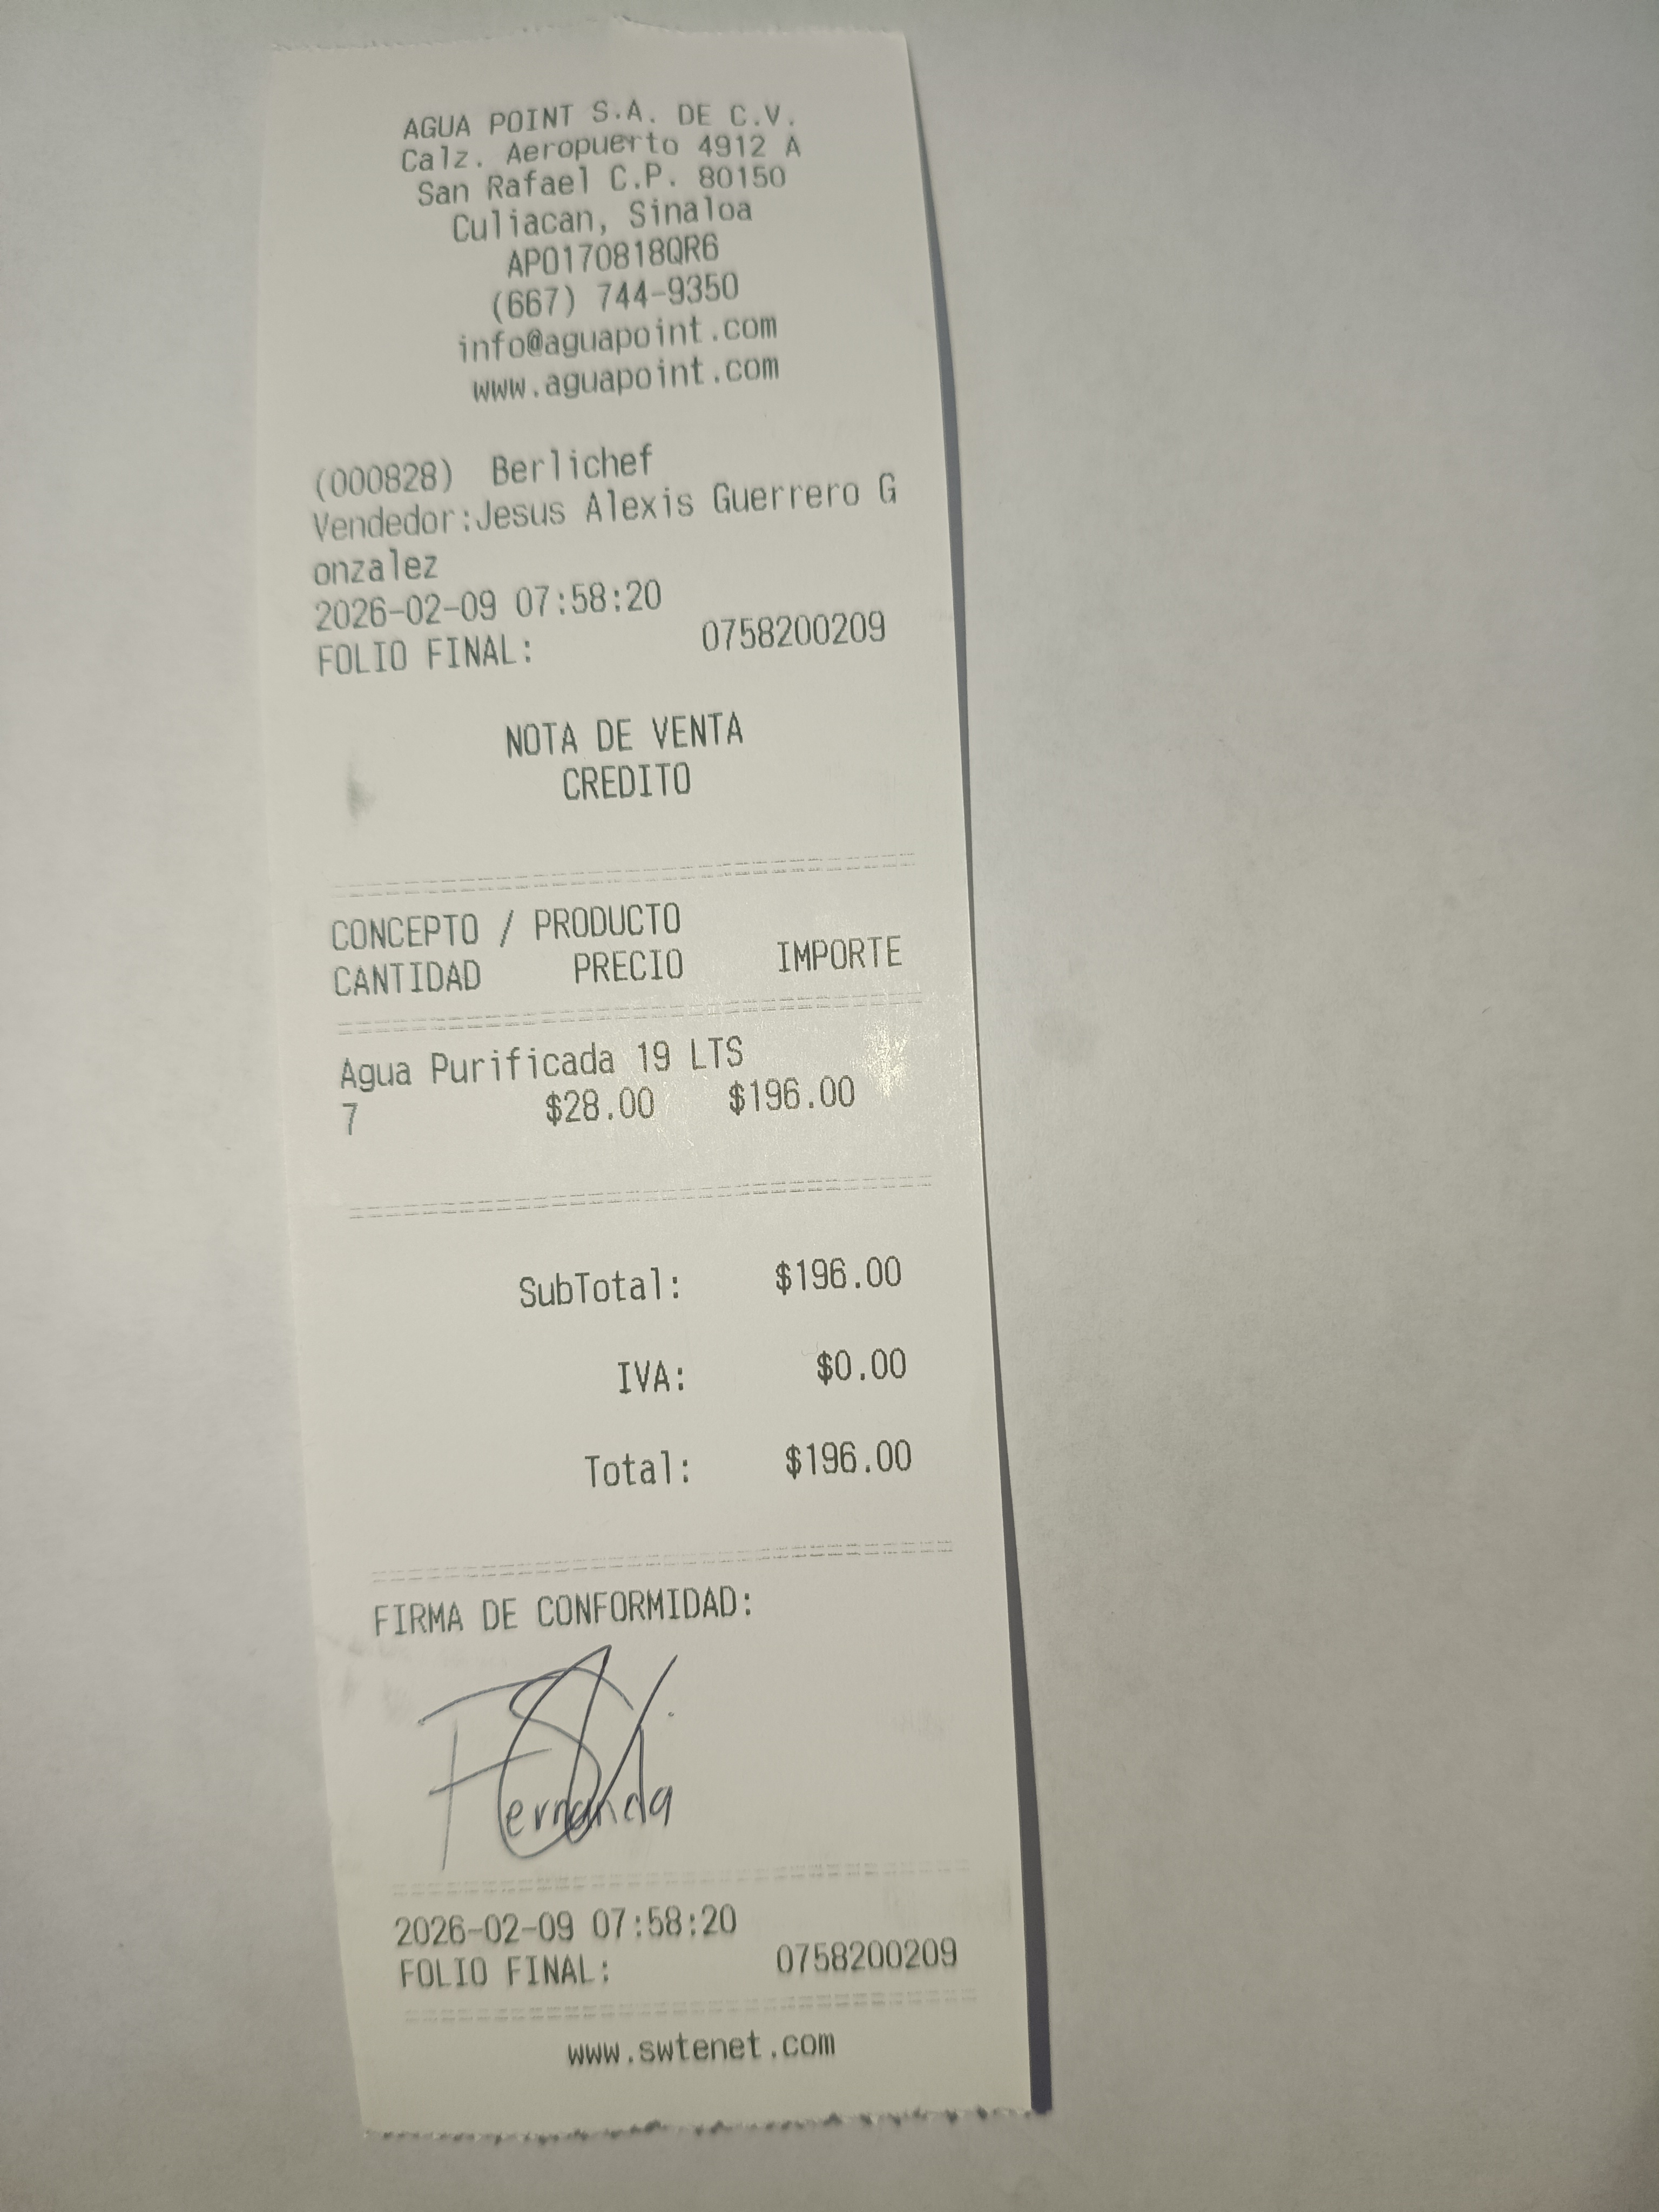 AGUA POINT S.A. DE C.V.
Calz. Aeropuerto 4912 A
San Rafael C.P. 80150
Culiacan, Sinaloa
APO170818QR6
(667) 744-9350
info@aguapoint.com
www.aguapoint.com
(000828) Berlichef
Vendedor:Jesus Alexis Guerrero G
onzalez
2026-02-09 07:58:20
FOLIO FINAL: 0758200209
NOTA DE VENTA
CREDITO
CONCEPTO / PRODUCTO
CANTIDAD PRECIO IMPORTE
Agua Purificada 19 LTS
7 $28.00 $196.00
SubTotal: $196.00
IVA: $0.00
Total: $196.00
FIRMA DE CONFORMIDAD:
Fernanda
2026-02-09 07:58:20
FOLIO FINAL: 0758200209
www.swtenet.com